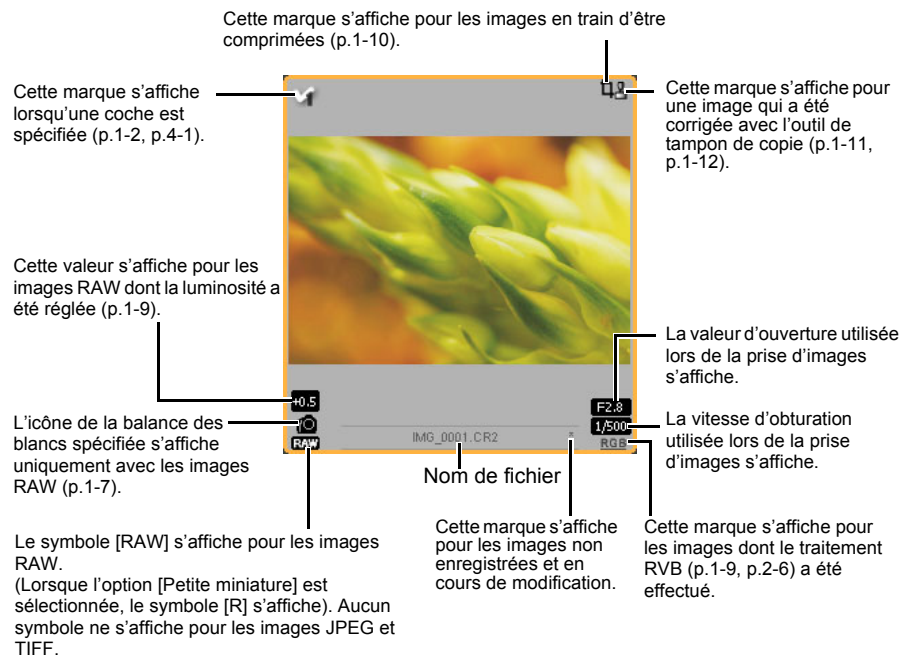 Cette marque s'affiche pour les images en train d'être
comprimées (p.1-10).
Cette marque s'affiche
lorsqu'une coche est
spécifiée (p.1-2, p.4-1).
Cette marque s'affiche pour
une image qui a été
corrigée avec l'outil de
tampon de copie (p.1-11,
p.1-12).
Cette valeur s'affiche pour les
images RAW dont la luminosité a
été réglée (p.1-9).
La valeur d'ouverture utilisée
lors de la prise d'images
s'affiche.
L'icône de la balance des
blancs spécifiée s'affiche
uniquement avec les images
RAW (p.1-7).
+0.5
RAW
IMG_0001.CR2
*
F2.8
1/500
RGB
La vitesse d'obturation
utilisée lors de la prise
d'images s'affiche.
Nom de fichier
Le symbole [RAW] s'affiche pour les images
RAW.
(Lorsque l'option [Petite miniature] est
sélectionnée, le symbole [R] s'affiche). Aucun
symbole ne s'affiche pour les images JPEG et
TIFF.
Cette marque s'affiche
pour les images non
enregistrées et en
cours de modification.
Cette marque s'affiche pour
les images dont le traitement
RVB (p.1-9, p.2-6) a été
effectué.